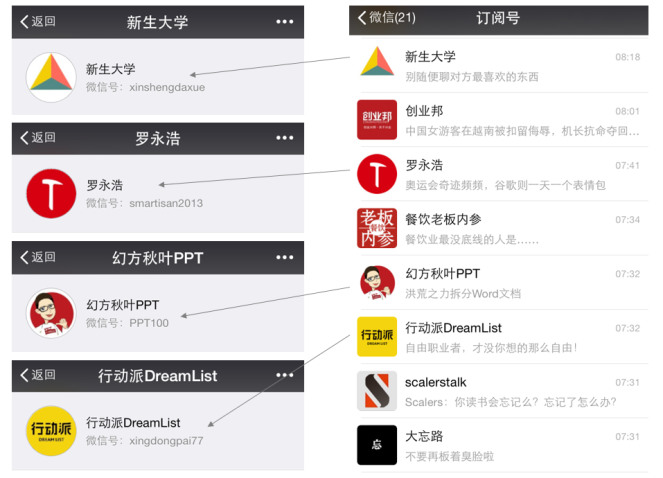 返回 新生大学
新生大学
微信号：xinshengdaxue
返回 罗永浩
罗永浩
微信号：smartisan2013
返回 幻方秋叶PPT
幻方秋叶PPT
微信号：PPT100
返回 行动派DreamList
行动派
DREAM LIST
行动派DreamList
微信号：xingdongpai77
微信(21) 订阅号
新生大学 08:18
别随便聊对方最喜欢的东西
创业邦
创业邦 08:01
中国女游客在越南被扣留侮辱，机长抗命夺回...
罗永浩 07:41
奥运会奇迹频频，谷歌则一天一个表情包
老板
餐饮
内参
餐饮老板内参 07:34
餐饮业最没底线的人是......
幻方秋叶PPT 07:32
洪荒之力拆分Word文档
行动派
DREAM LIST
行动派DreamList 07:32
自由职业者，才没你想的那么自由！
scalerstalk 07:31
Scalers：你读书会忘记么？忘记了怎么办？
忘
大忘路 07:31
不要再板着臭脸啦